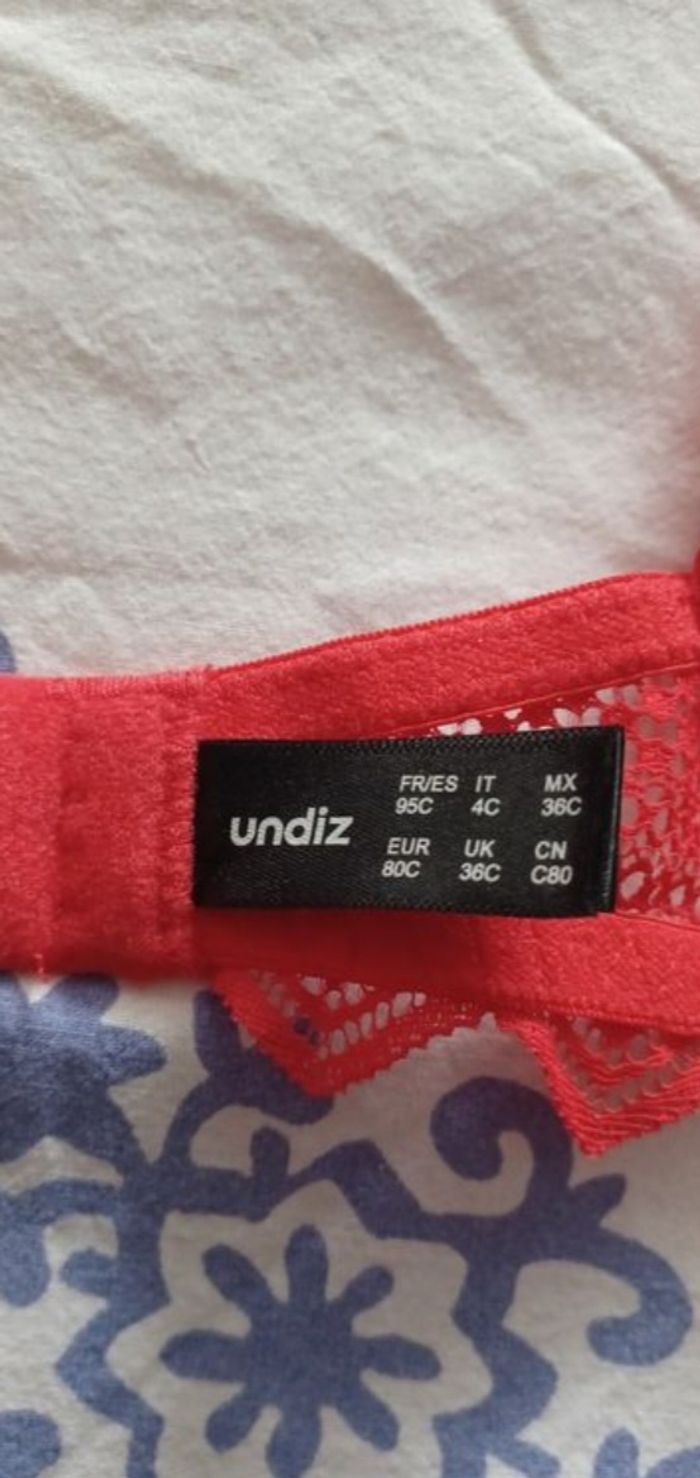 undiz
FR/ES IT MX
95C 4C 36C
EUR UK CN
80C 36C C80